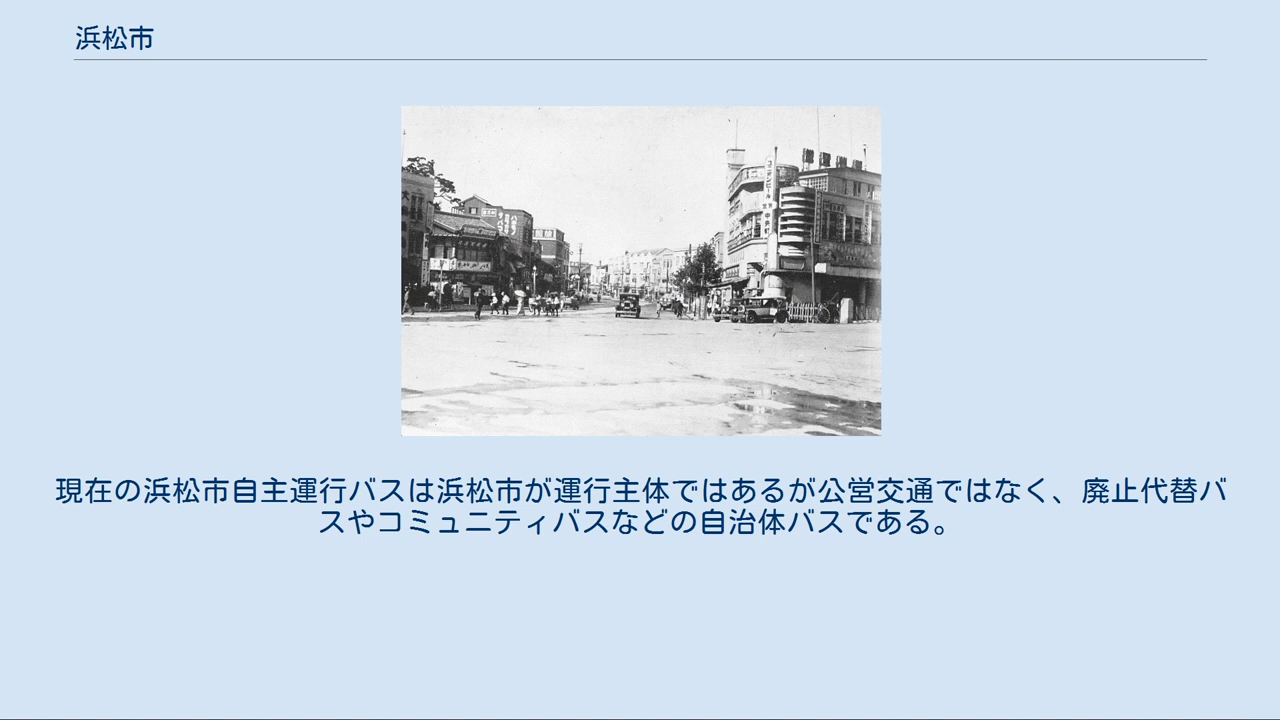 浜松市
現在の浜松市自主運行バスは浜松市が運行主体ではあるが公営交通ではなく、廃止代替バ
スやコミュニティバスなどの自治体バスである。